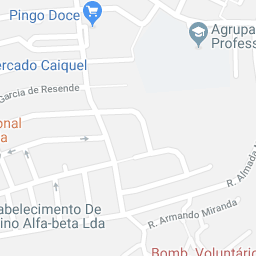 Pingo Doce
Agrupa
Profess
ercado Caiquel
Garcia de Resende
onal
a
R. Almada N
abelecimento De
ino Alfa-beta Lda
R. Armando Miranda
Bomb. Voluntário